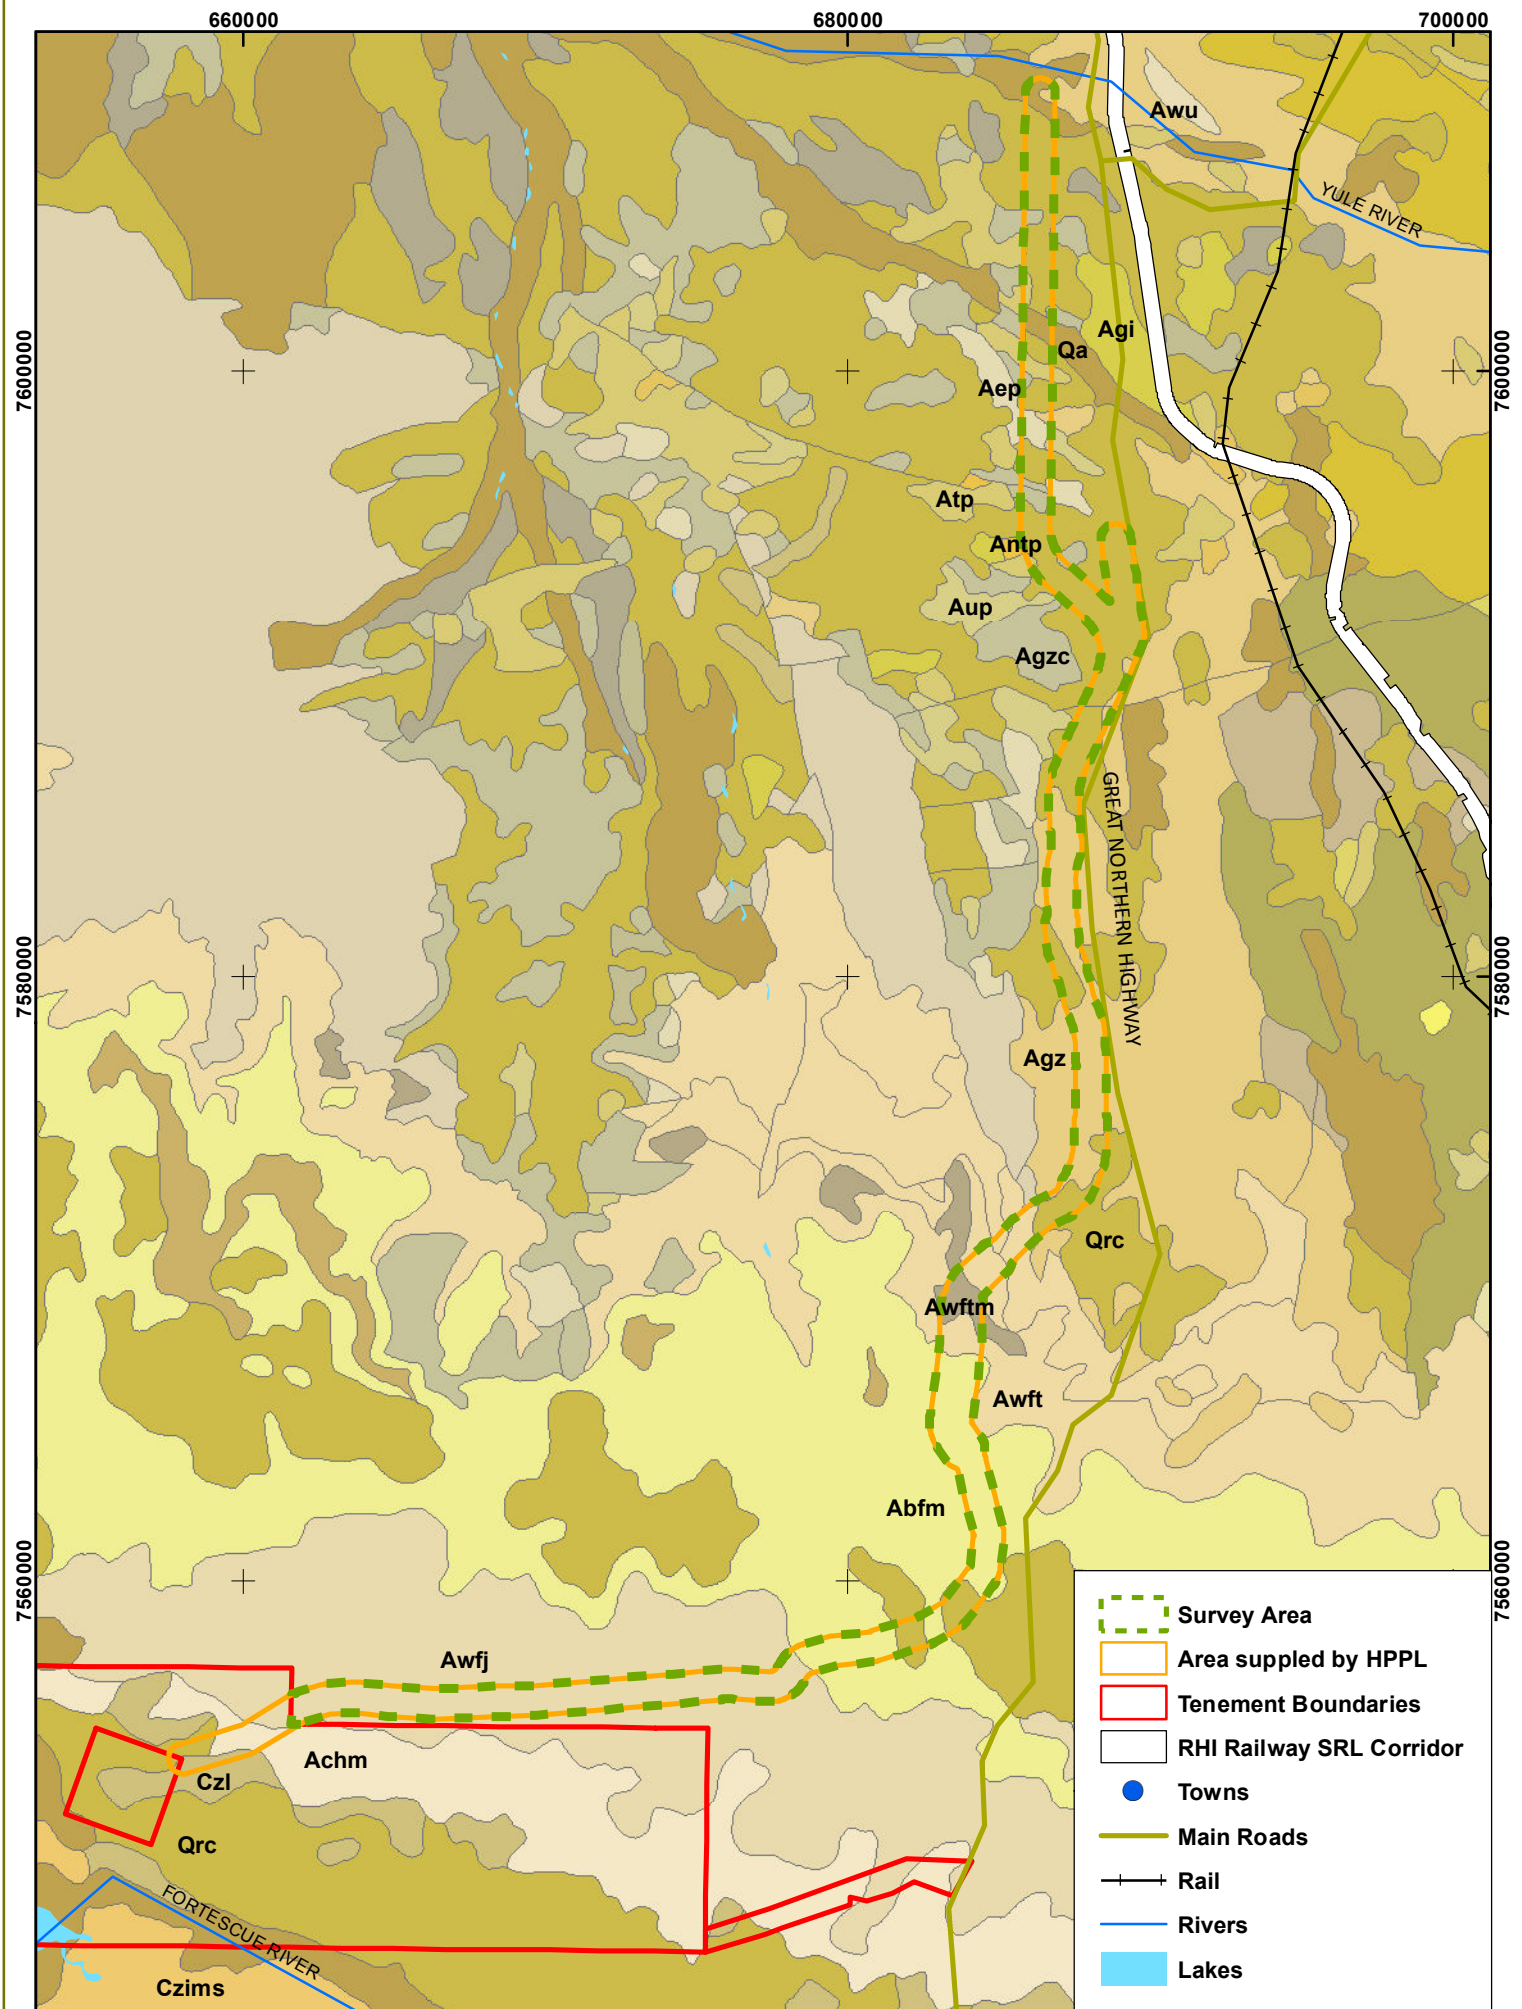 660000 680000 700000
Awu
YULE RIVER
Agi
Qa
7600000 7600000
Aep
Atp
Antp
Aup
Agzc
GREAT NORTHERN HIGHWAY
7580000 7580000
Agz
Qrc
Awftm
Awft
Abfm
7560000 7560000
Awfj
Achm
Czl
Qrc
FORTESCUE RIVER
Czims
Survey Area
Area suppled by HPPL
Tenement Boundaries
RHI Railway SRL Corridor
Towns
Main Roads
Rail
Rivers
Lakes